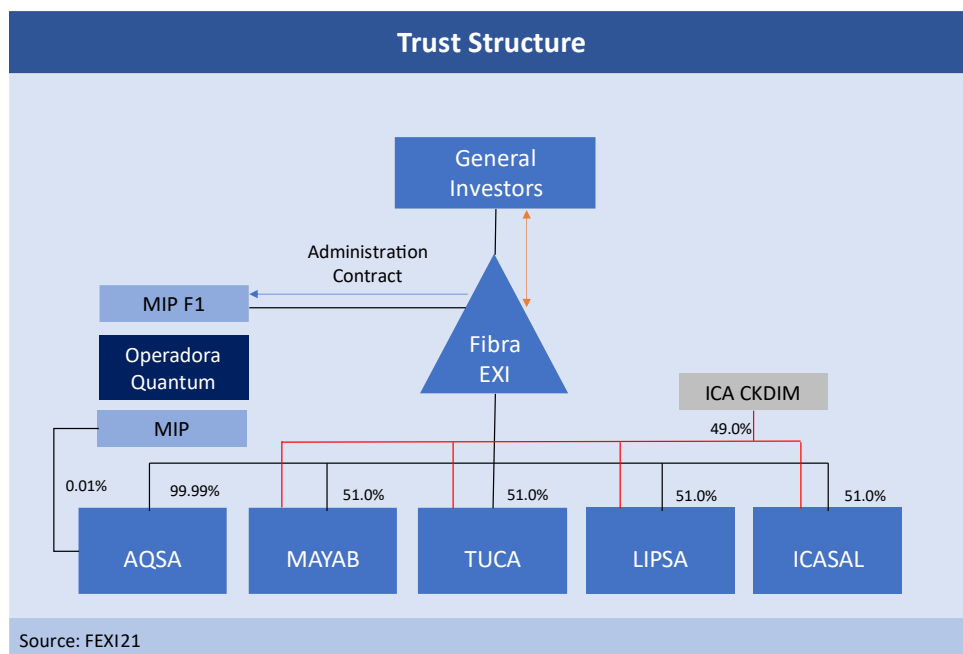 Trust Structure
General
Investors
Administration
Contract
MIP F1
Fibra
EXI
Operadora
Quantum
ICA CKDIM
MIP
49.0%
0.01%
99.99%
51.0%
51.0%
51.0%
51.0%
AQSA
MAYAB
TUCA
LIPSA
ICASAL
Source: FEXI21